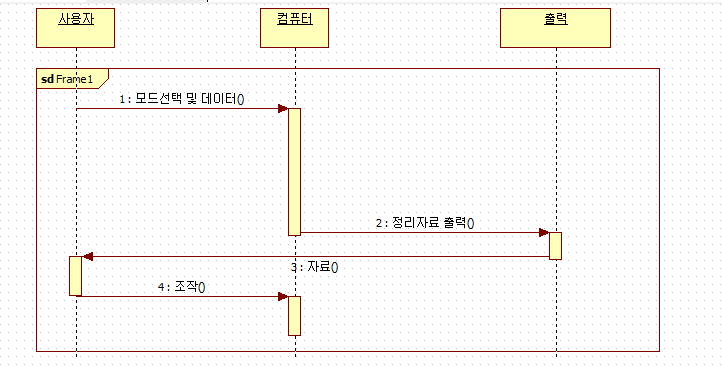 사용자
컴퓨터
출력
sd Frame1
1 : 모드선택 및 데이터()
2 : 정리자료 출력()
3 : 자료()
4 : 조작()